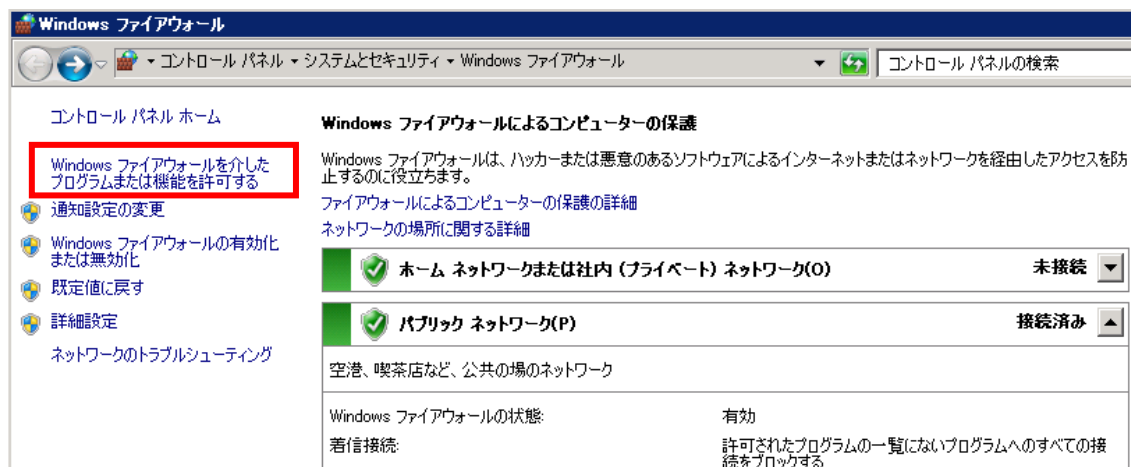 Windows ファイアウォール
コントロール パネル
システムとセキュリティ
Windows ファイアウォール
コントロール パネルの検索
コントロール パネル ホーム
Windows ファイアウォールを介した
プログラムまたは機能を許可する
通知設定の変更
Windows ファイアウォールの有効化
または無効化
既定値に戻す
詳細設定
ネットワークのトラブルシューティング
Windows ファイアウォールによるコンピューターの保護
Windows ファイアウォールは、ハッカーまたは悪意のあるソフトウェアによるインターネットまたはネットワークを経由したアクセスを防
止するのに役立ちます。
ファイアウォールによるコンピューターの保護の詳細
ネットワークの場所に関する詳細
ホーム ネットワークまたは社内 (プライベート) ネットワーク(O) 未接続
パブリック ネットワーク(P) 接続済み
空港、喫茶店など、公共の場のネットワーク
Windows ファイアウォールの状態: 有効
着信接続: 許可されたプログラムの一覧にないプログラムへのすべての接
続をブロックする